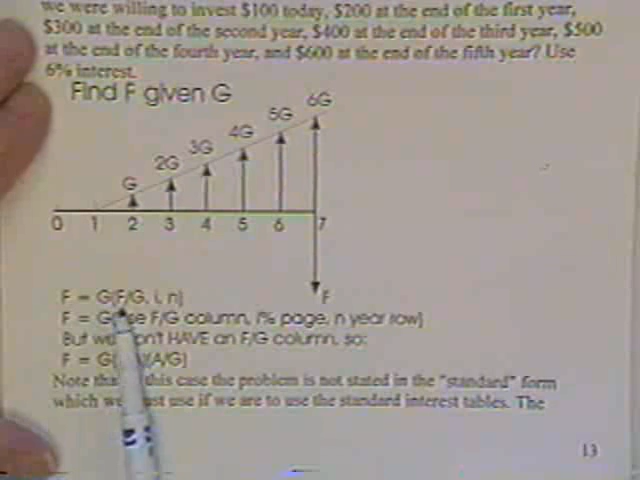 we were willing to invest $100 today, $200 at the end of the first year,
$300 at the end of the second year, $400 at the end of the third year, $500
at the end of the fourth year, and $600 at the end of the fifth year? Use
6% interest.
Find F given G
G 2G 3G 4G 5G 6G
0 1 2 3 4 5 6 7
F
F = G(F/G, i, n)
F = G( se F/G column, i% page, n year row)
But we n't HAVE an F/G column, so:
F = G( (A/G)
Note tha this case the problem is not stated in the "standard" form
which we st use if we are to use the standard interest tables. The
13